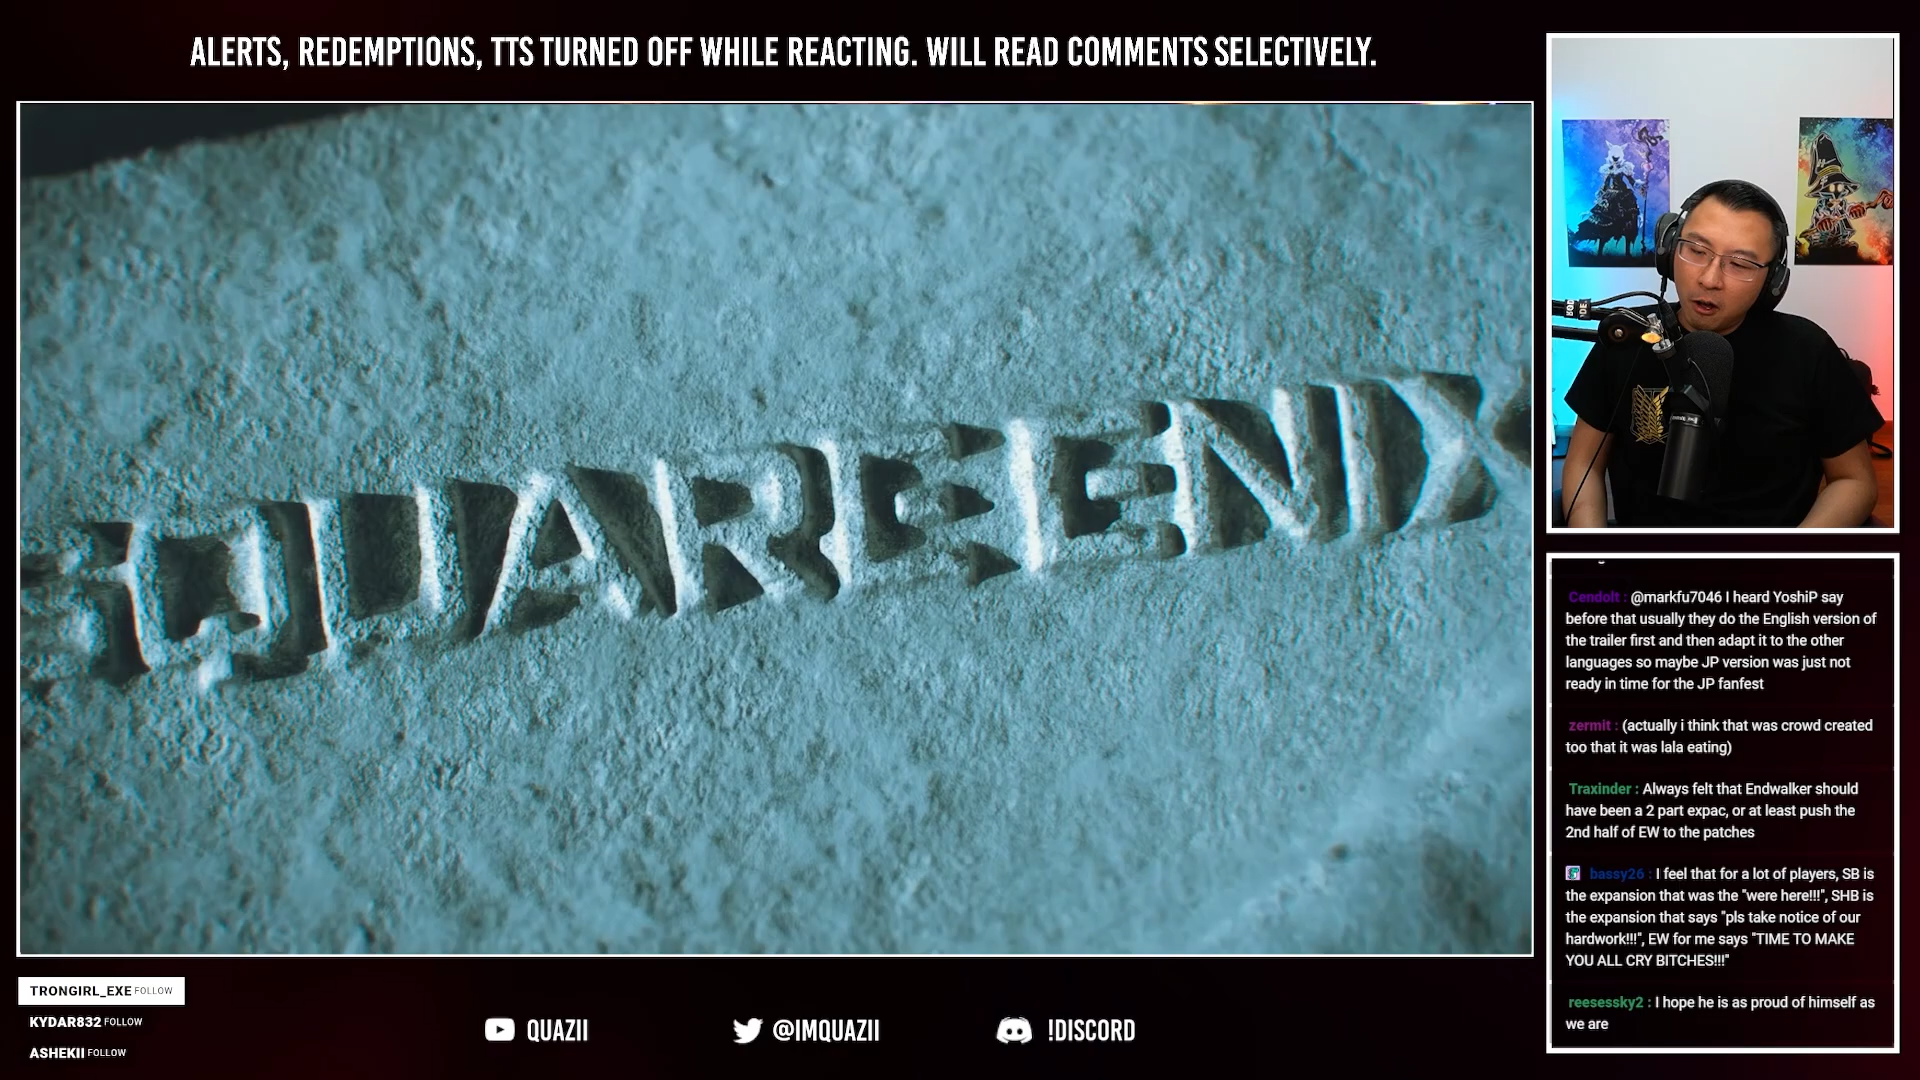 ALERTS, REDEMPTIONS, TTS TURNED OFF WHILE REACTING. WILL READ COMMENTS SELECTIVELY.
SQUARE ENIX
Cendolt : @markfu7046 I heard YoshiP say
before that usually they do the English version of
the trailer first and then adapt it to the other
languages so maybe JP version was just not
ready in time for the JP fanfest
zermit : (actually i think that was crowd created
too that it was lala eating)
Traxinder : Always felt that Endwalker should
have been a 2 part expac, or at least push the
2nd half of EW to the patches
bassy26 : I feel that for a lot of players, SB is
the expansion that was the "were here!!!", SHB is
the expansion that says "pls take notice of our
hardwork!!!", EW for me says "TIME TO MAKE
YOU ALL CRY BITCHES!!!"
reesessky2 : I hope he is as proud of himself as
we are
TRONGIRL_EXE FOLLOW
KYDAR832 FOLLOW
ASHEKII FOLLOW
QUAZII
@IMQUAZII
!DISCORD